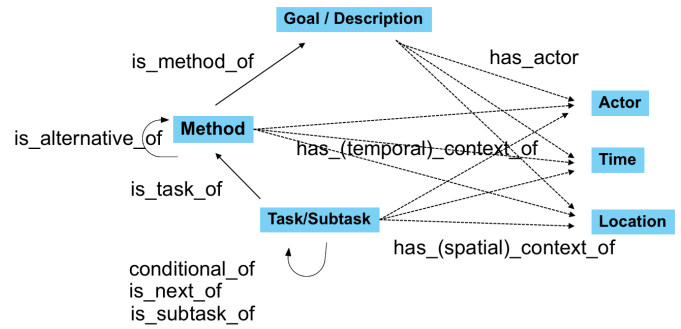 Goal / Description
has_actor
is_method_of
Actor
Method
is_alternative_of
has_(temporal)_context_of
Time
is_task_of
Task/Subtask
Location
has_(spatial)_context_of
conditional_of
is_next_of
is_subtask_of